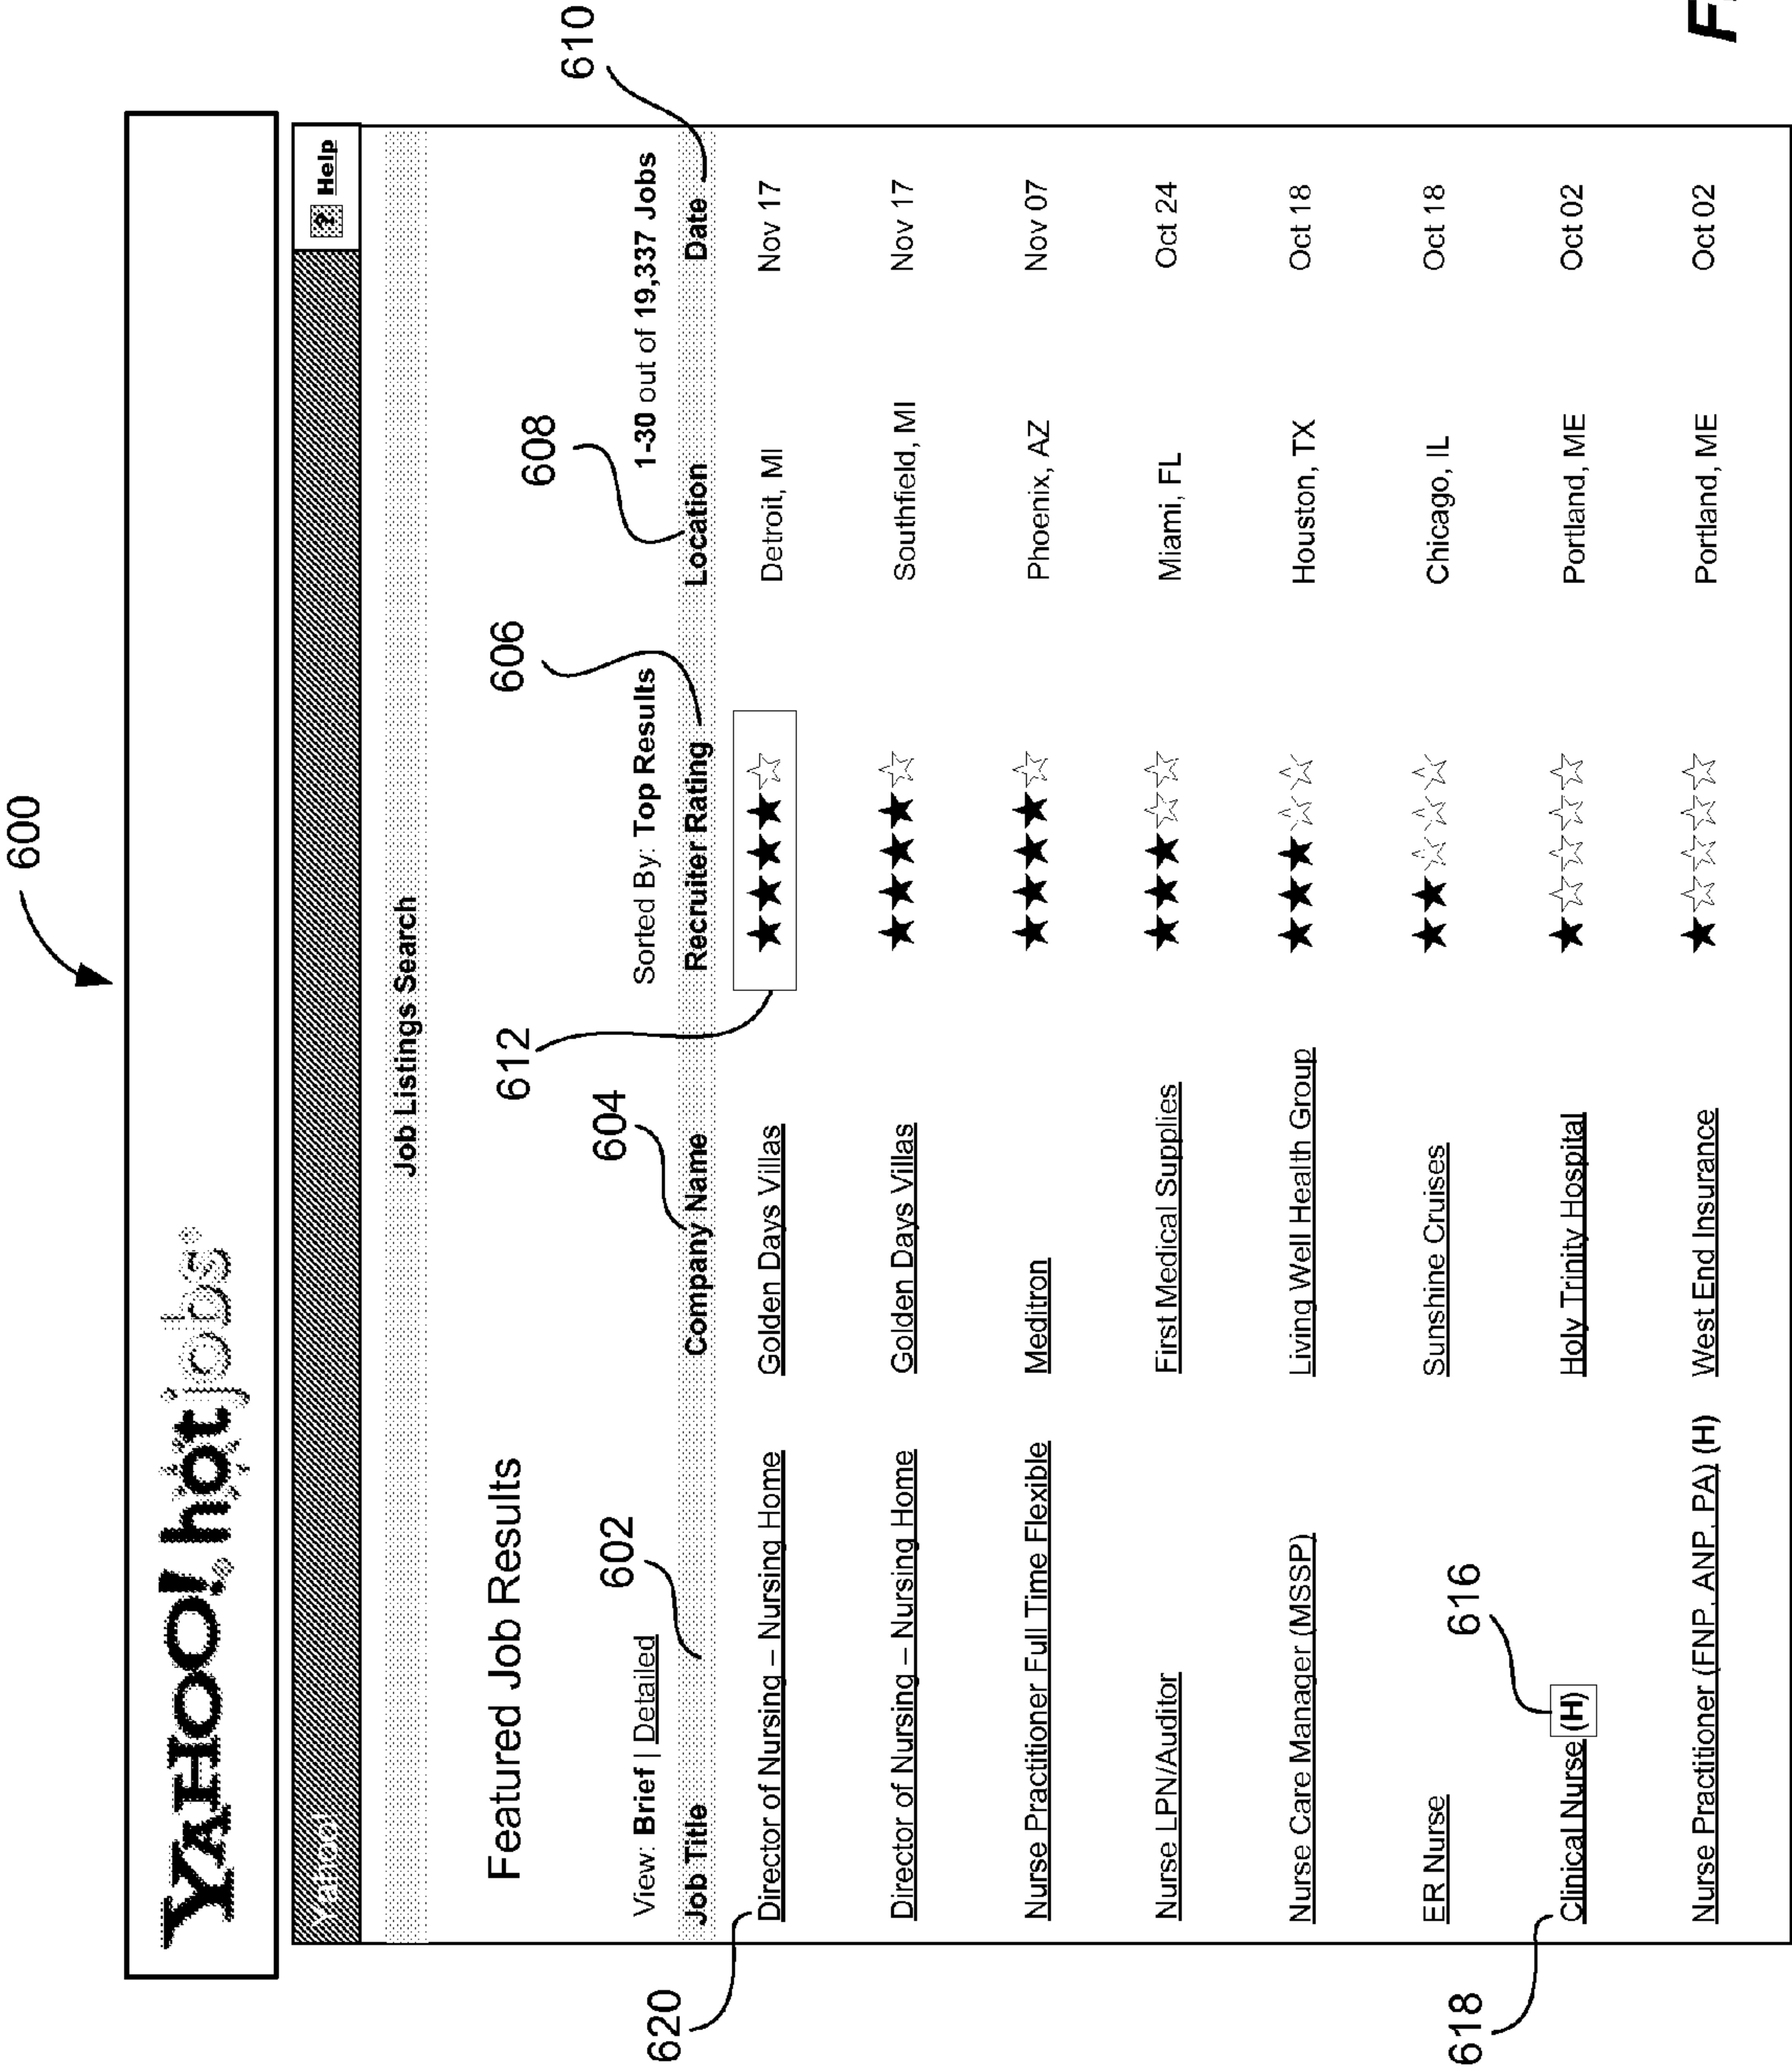 600
YAHOO! hotjobs
Yahoo!
? Help
Job Listings Search
Featured Job Results
602
604
612
606
608
610
View: Brief | Detailed
Sorted By: Top Results
1-30 out of 19,337 Jobs
Job Title Company Name Recruiter Rating Location Date
620
Director of Nursing – Nursing Home Golden Days Villas ★★★★☆ Detroit, MI Nov 17
Director of Nursing – Nursing Home Golden Days Villas ★★★★☆ Southfield, MI Nov 17
Nurse Practitioner Full Time Flexible Meditron ★★★★☆ Phoenix, AZ Nov 07
Nurse LPN/Auditor First Medical Supplies ★★★☆☆ Miami, FL Oct 24
Nurse Care Manager (MSSP) Living Well Health Group ★★★☆☆ Houston, TX Oct 18
ER Nurse Sunshine Cruises ★★☆☆☆ Chicago, IL Oct 18
616
618
Clinical Nurse (H) Holy Trinity Hospital ★☆☆☆☆ Portland, ME Oct 02
Nurse Practitioner (FNP, ANP, PA) (H) West End Insurance ★☆☆☆☆ Portland, ME Oct 02